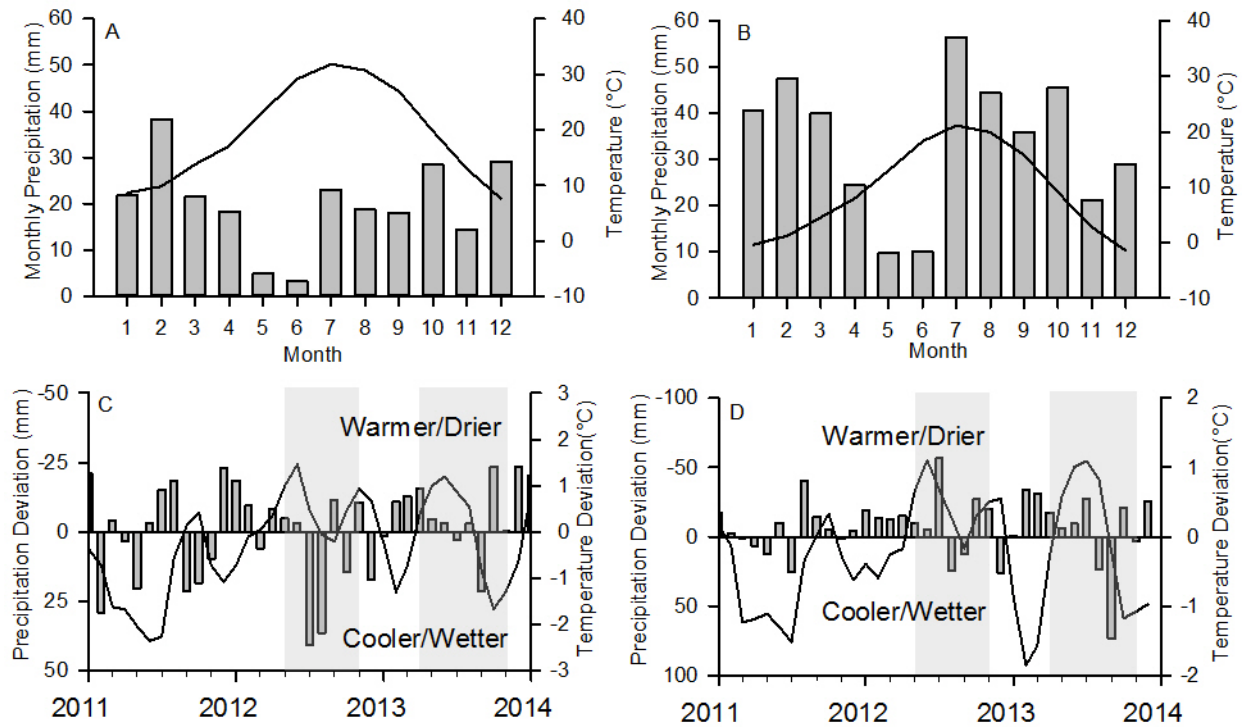 A
Monthly Precipitation (mm)
60
50
40
30
20
10
0
40
30
20
10
0
-10
Temperature (°C)
1 2 3 4 5 6 7 8 9 10 11 12
Month
B
Monthly Precipitation (mm)
60
50
40
30
20
10
0
40
30
20
10
0
-10
Temperature (°C)
1 2 3 4 5 6 7 8 9 10 11 12
Month
C
Precipitation Deviation (mm)
-50
-25
0
25
50
Warmer/Drier
Cooler/Wetter
3
2
1
0
-1
-2
-3
Temperature Deviation(°C)
2011 2012 2013 2014
D
Precipitation Deviation (mm)
-100
-50
0
50
100
Warmer/Drier
Cooler/Wetter
2
1
0
-1
-2
Temperature Deviation(°C)
2011 2012 2013 2014